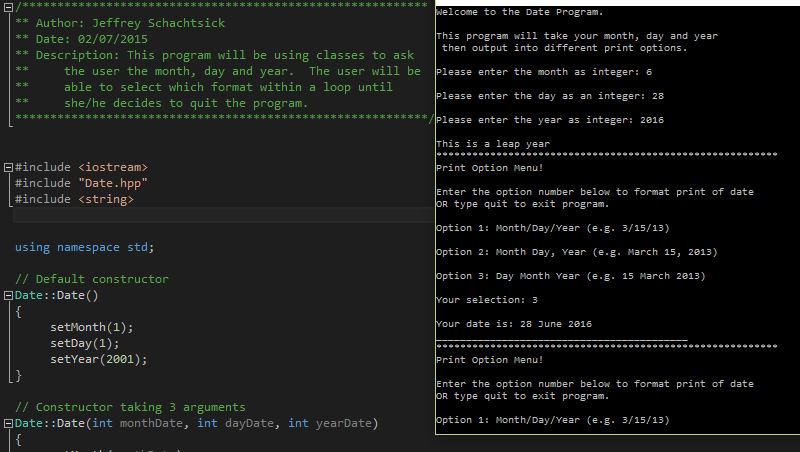 /**********************************************************
** Author: Jeffrey Schachtsick
** Date: 02/07/2015
** Description: This program will be using classes to ask
** the user the month, day and year. The user will be
** able to select which format within a loop until
** she/he decides to quit the program.
***********************************************************/
#include <iostream>
#include "Date.hpp"
#include <string>
using namespace std;
// Default constructor
Date::Date()
{
setMonth(1);
setDay(1);
setYear(2001);
}
// Constructor taking 3 arguments
Date::Date(int monthDate, int dayDate, int yearDate)
{
Welcome to the Date Program.
This program will take your month, day and year
then output into different print options.
Please enter the month as integer: 6
Please enter the day as an integer: 28
Please enter the year as integer: 2016
This is a leap year
*********************************************************
Print Option Menu!
Enter the option number below to format print of date
OR type quit to exit program.
Option 1: Month/Day/Year (e.g. 3/15/13)
Option 2: Month Day, Year (e.g. March 15, 2013)
Option 3: Day Month Year (e.g. 15 March 2013)
Your selection: 3
Your date is: 28 June 2016
__________________________________________
*********************************************************
Print Option Menu!
Enter the option number below to format print of date
OR type quit to exit program.
Option 1: Month/Day/Year (e.g. 3/15/13)